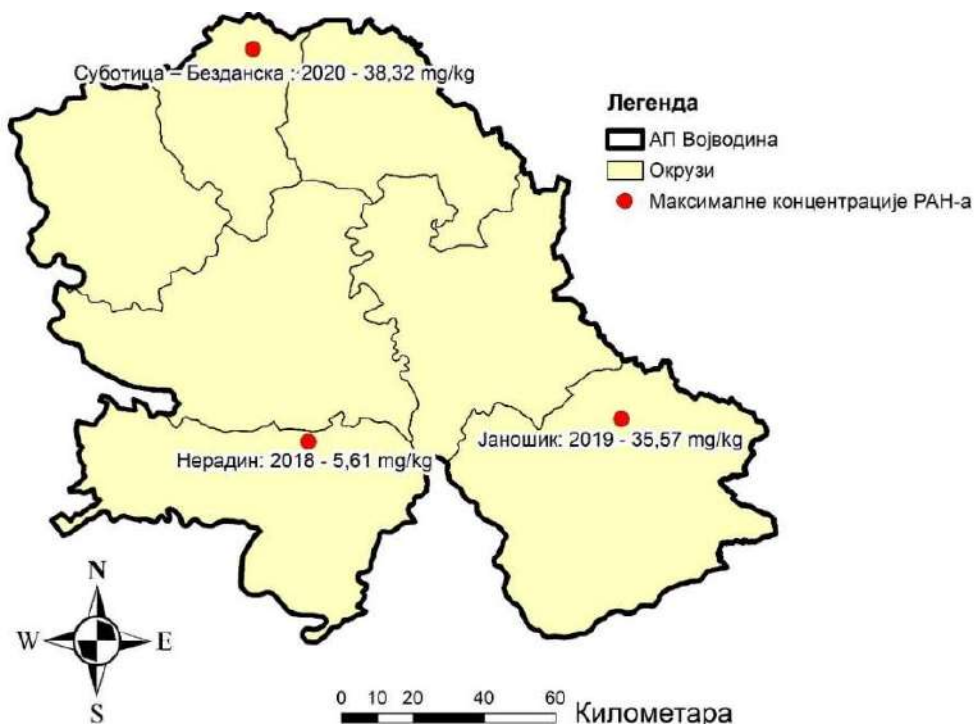 Суботица – Безданска : 2020 - 38,32 mg/kg
Легенда
АП Војводина
Окрузи
Максималне концентрације РАН-а
Јаношик: 2019 - 35,57 mg/kg
Нерадин: 2018 - 5,61 mg/kg
N
W E
S
0 10 20 40 60
Километара